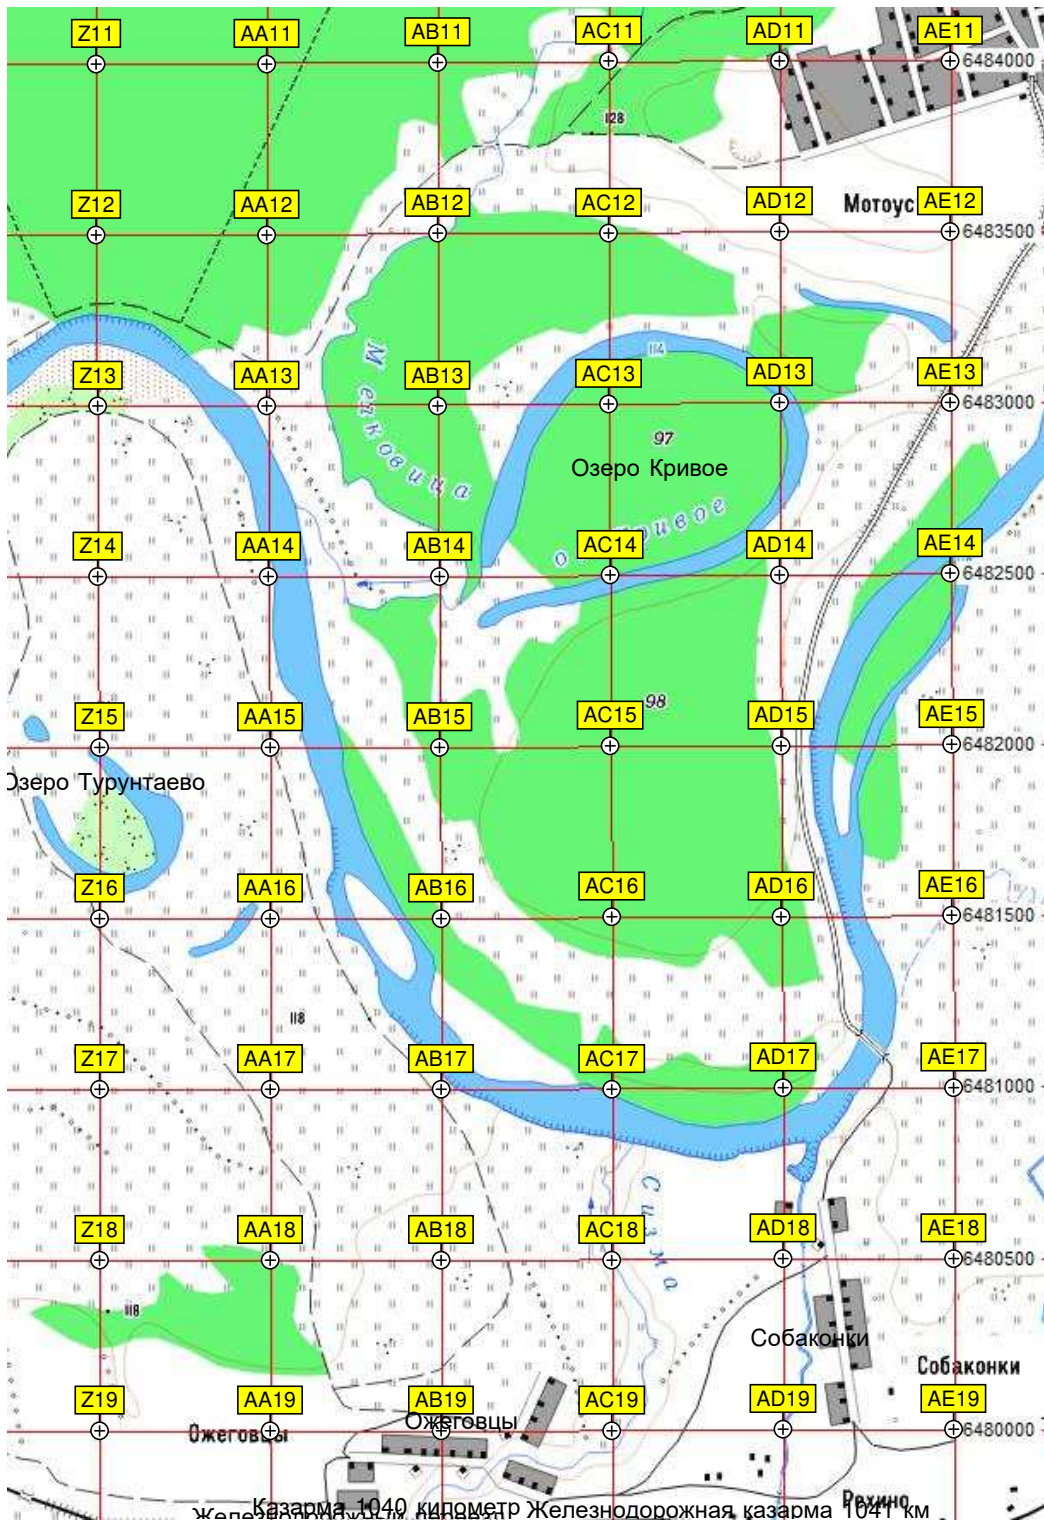 Z11 AA11 AB11 AC11 AD11 AE11
6484000
128
Z12 AA12 AB12 AC12 AD12 AE12
Мотоус
6483500
114
Z13 AA13 AB13 AC13 AD13 AE13
6483000
97
Озеро Кривое
Z14 AA14 AB14 AC14 AD14 AE14
6482500
98
Z15 AA15 AB15 AC15 AD15 AE15
6482000
Озеро Турунтаево
Z16 AA16 AB16 AC16 AD16 AE16
6481500
118
Z17 AA17 AB17 AC17 AD17 AE17
6481000
Сизма
Z18 AA18 AB18 AC18 AD18 AE18
6480500
118
Собаконки
Собаконки
Z19 AA19 AB19 AC19 AD19 AE19
Ожеговцы
Ожеговцы
6480000
Рехино
Казарма 1040 километр
Железнодорожная казарма 1041 км